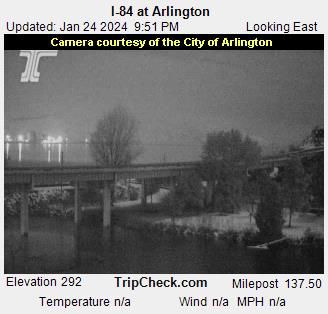 I-84 at Arlington
Updated: Jan 24 2024 9:51 PM Looking East
Camera courtesy of the City of Arlington
Elevation 292 TripCheck.com Milepost 137.50
Temperature n/a Wind n/a MPH n/a